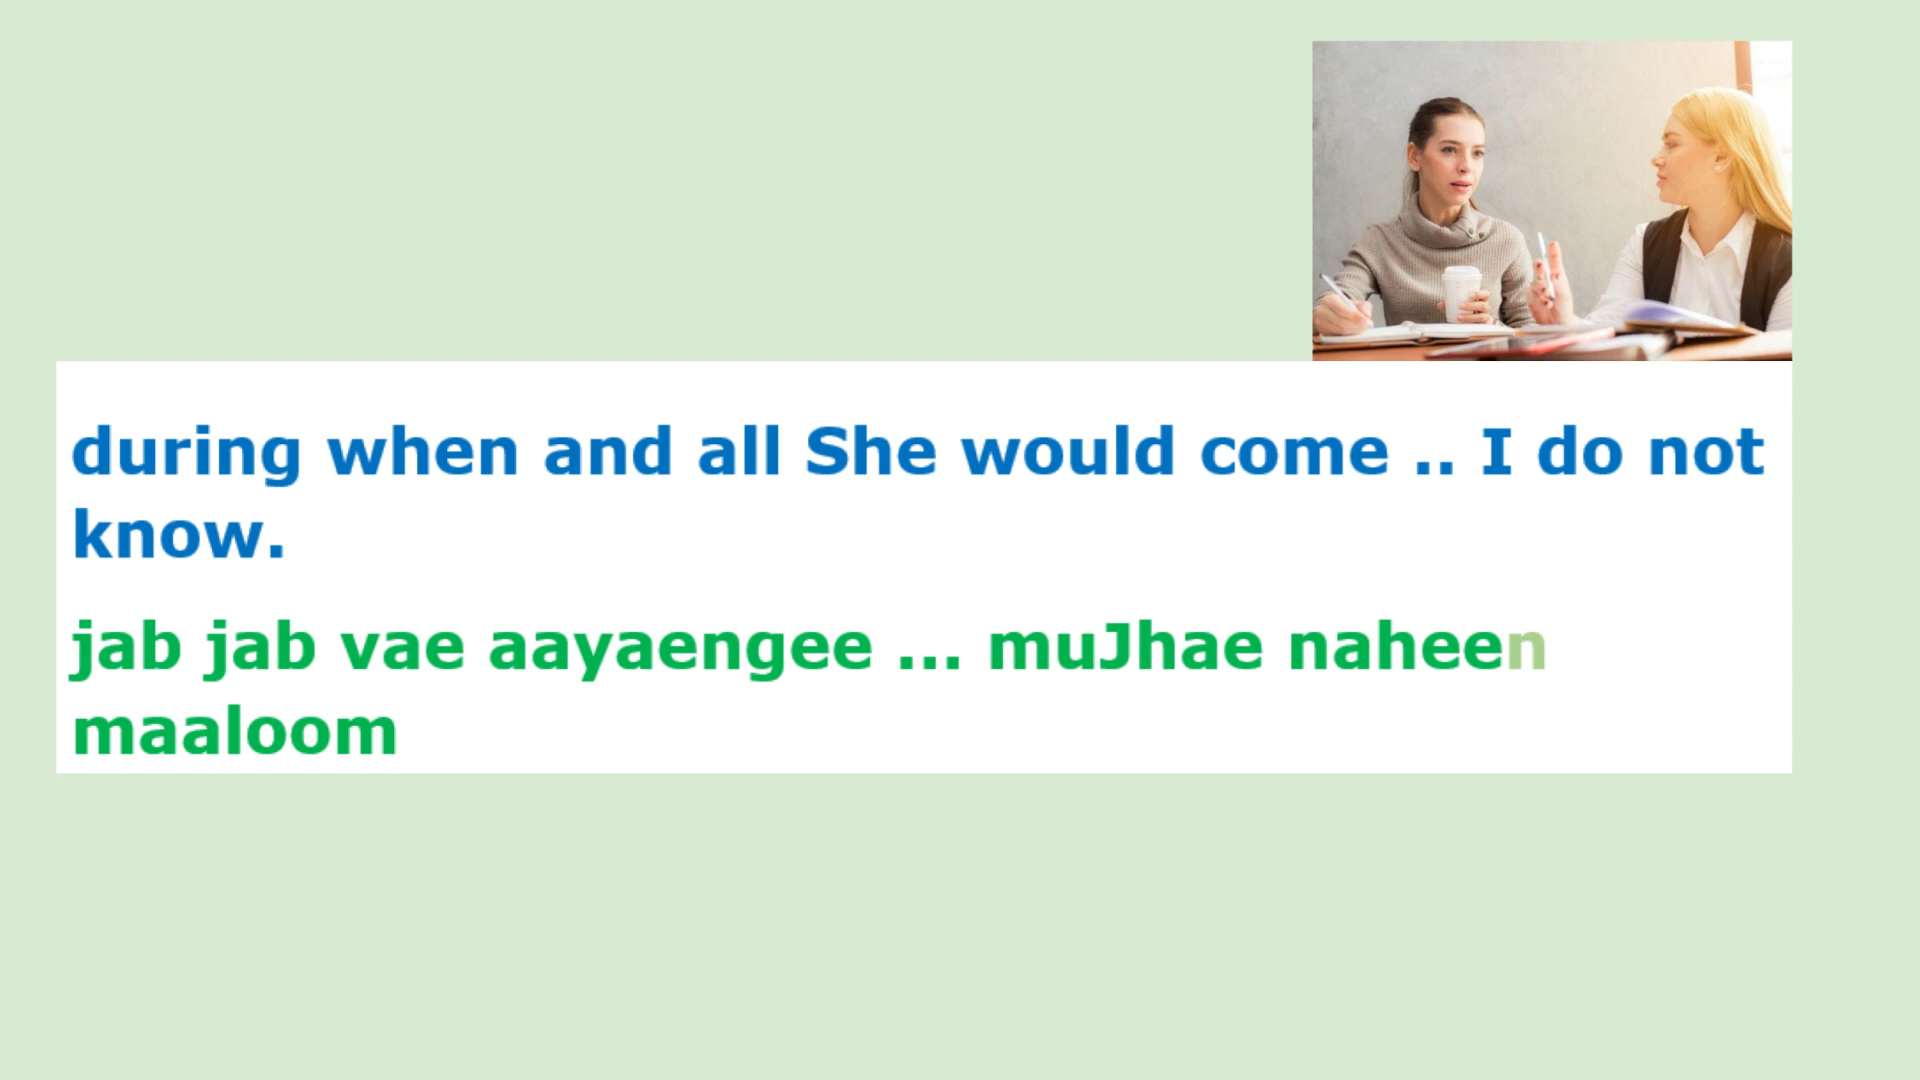 during when and all She would come .. I do not
know.
jab jab vae aayaengee ... muJhae naheen
maaloom